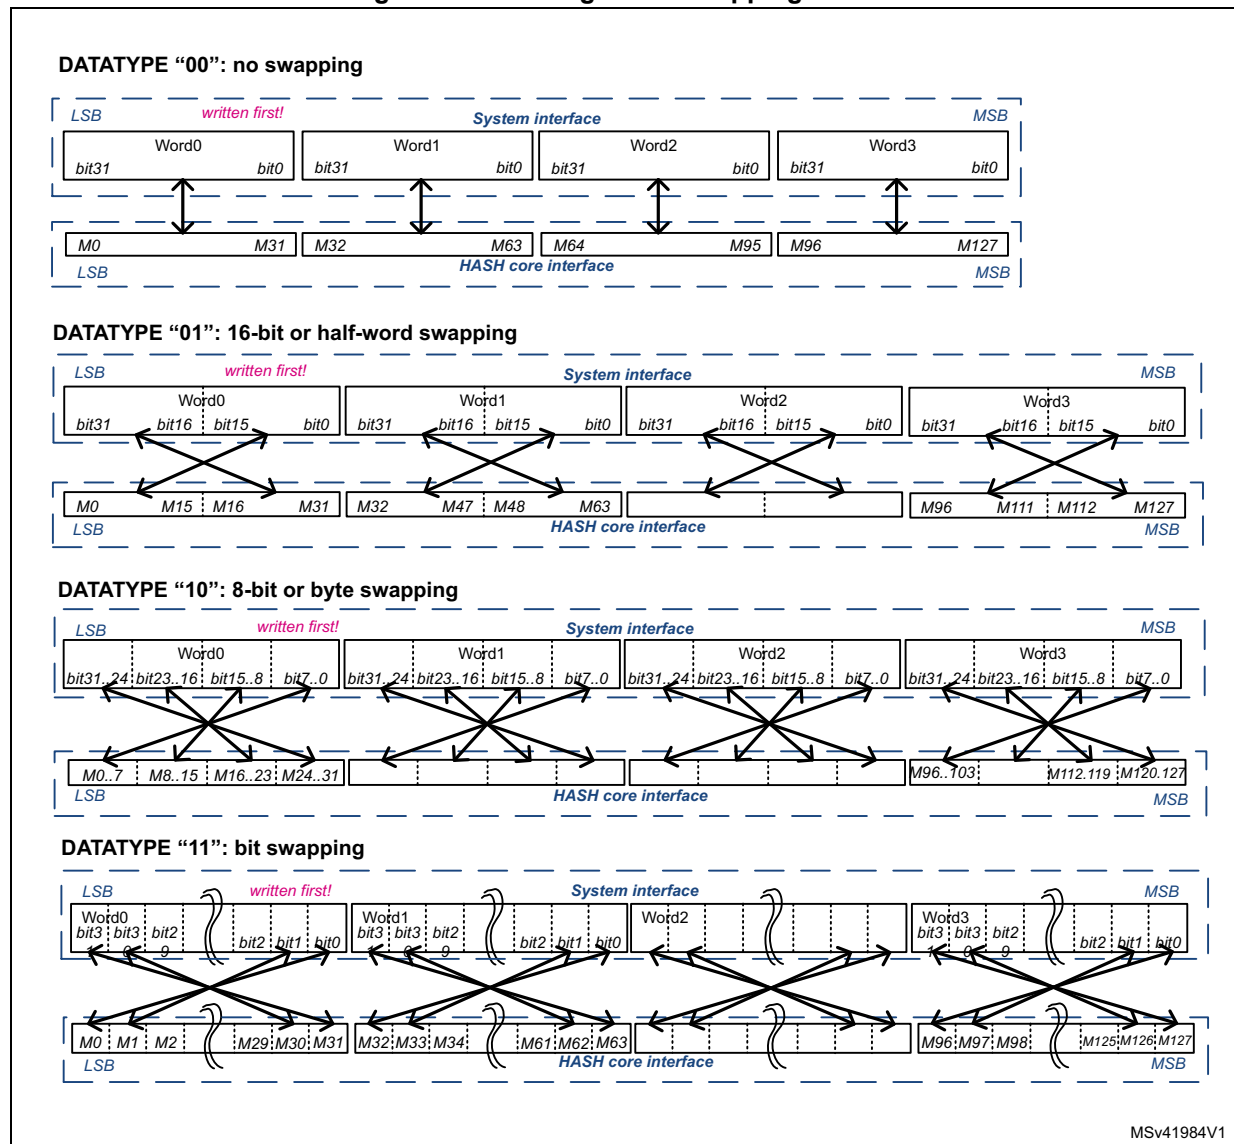 DATATYPE “00”: no swapping
LSB written first! System interface MSB
Word0 Word1 Word2 Word3
bit31 bit0 bit31 bit0 bit31 bit0 bit31 bit0
M0 M31 M32 M63 M64 M95 M96 M127
LSB HASH core interface MSB
DATATYPE “01”: 16-bit or half-word swapping
LSB written first! System interface MSB
Word0 Word1 Word2 Word3
bit31 bit16 bit15 bit0 bit31 bit16 bit15 bit0 bit31 bit16 bit15 bit0 bit31 bit16 bit15 bit0
M0 M15 M16 M31 M32 M47 M48 M63 M96 M111 M112 M127
LSB HASH core interface MSB
DATATYPE “10”: 8-bit or byte swapping
LSB written first! System interface MSB
Word0 Word1 Word2 Word3
bit31..24 bit23..16 bit15..8 bit7..0 bit31..24 bit23..16 bit15..8 bit7..0 bit31..24 bit23..16 bit15..8 bit7..0 bit31..24 bit23..16 bit15..8 bit7..0
M0..7 M8..15 M16..23 M24..31 M96..103 M112.119 M120.127
LSB HASH core interface MSB
DATATYPE “11”: bit swapping
LSB written first! System interface MSB
Word0 Word1 Word2 Word3
bit31 bit30 bit29 bit2 bit1 bit0 bit31 bit30 bit29 bit2 bit1 bit0 bit31 bit30 bit29 bit2 bit1 bit0
M0 M1 M2 M29 M30 M31 M32 M33 M34 M61 M62 M63 M96 M97 M98 M125 M126 M127
LSB HASH core interface MSB
MSv41984V1